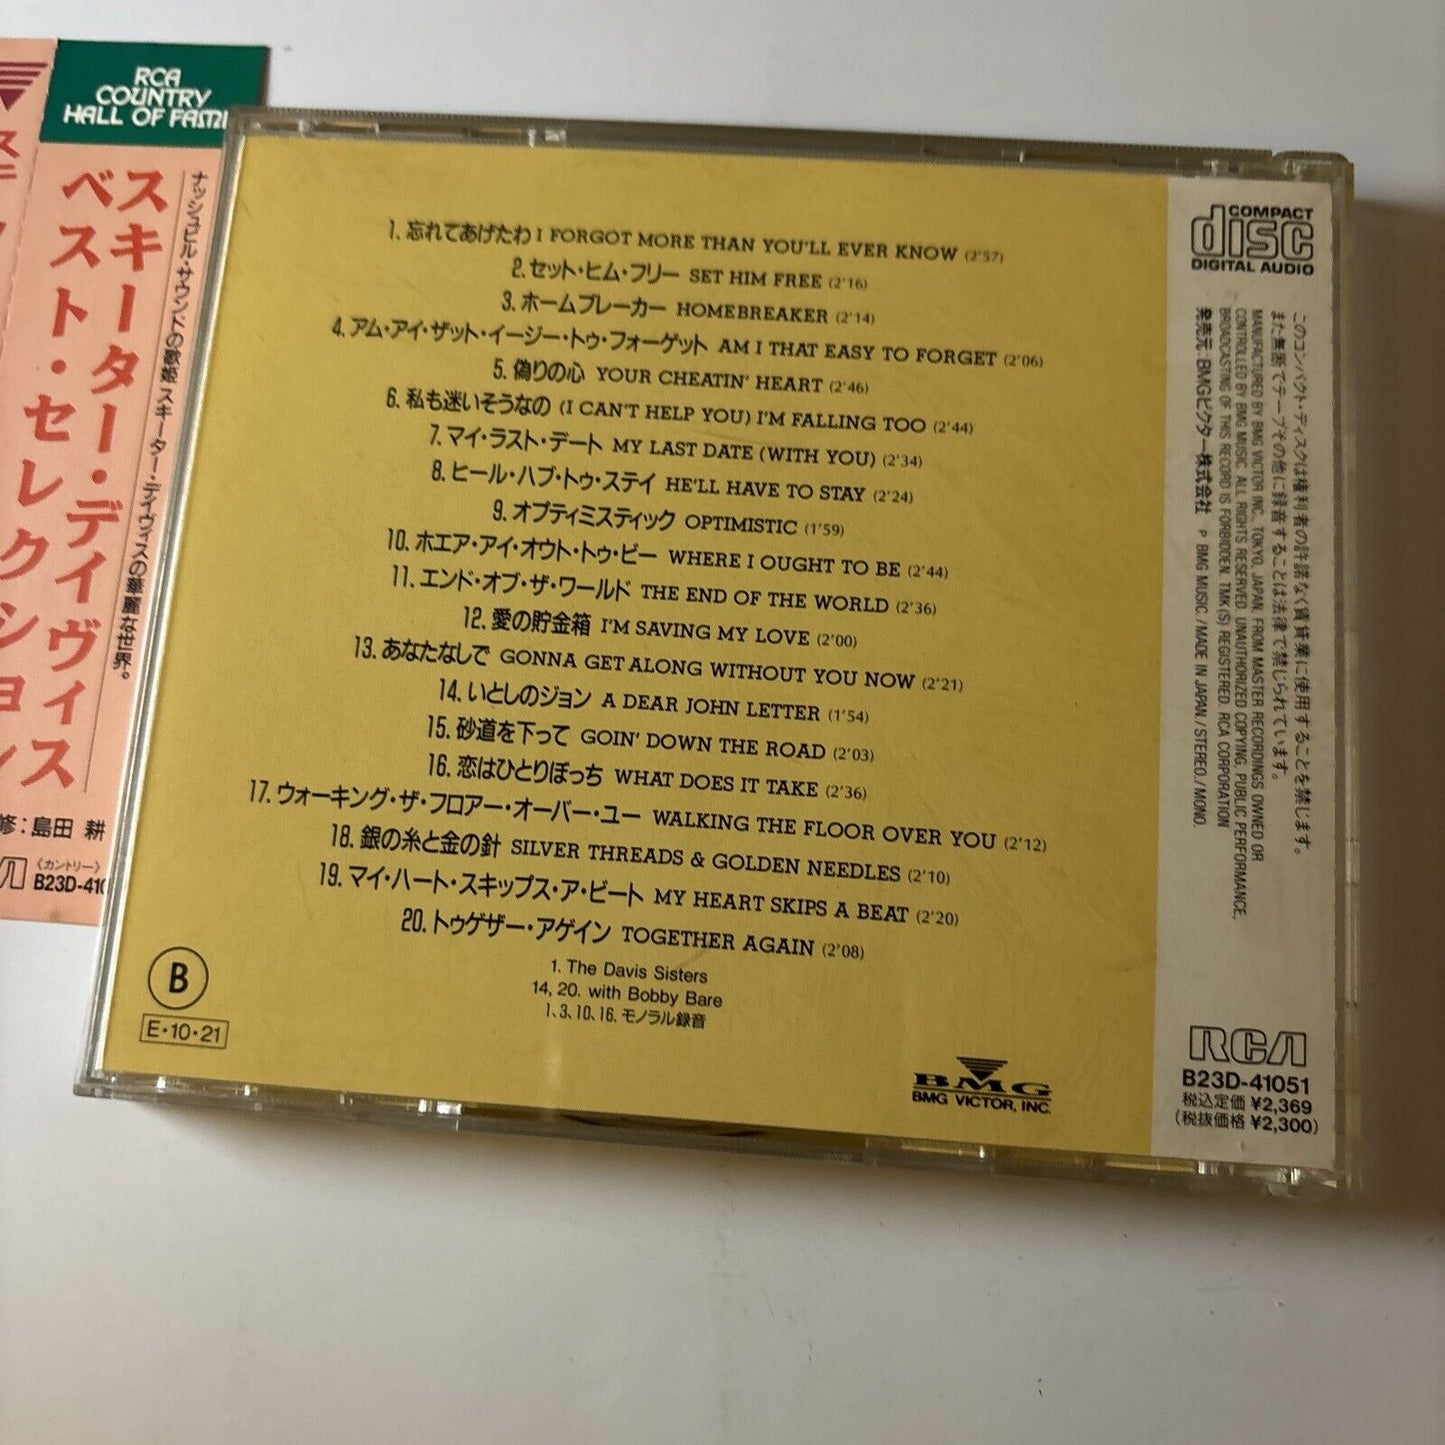 RCA
COUNTRY
HALL OF FAME
ナッシュビル・サウンドの歌姫 スキーター・デイヴィスの華麗な世界。
スキーター・デイヴィス
ベスト・セレクション
修:島田 耕
〈カントリー〉
B23D-410
1. 忘れてあげたわ I FORGOT MORE THAN YOU'LL EVER KNOW (2'57)
2. セット・ヒム・フリー SET HIM FREE (2'16)
3. ホームブレーカー HOMEBREAKER (2'14)
4. アム・アイ・ザット・イージー・トゥ・フォーゲット AM I THAT EASY TO FORGET (2'06)
5. 偽りの心 YOUR CHEATIN' HEART (2'46)
6. 私も迷いそうなの (I CAN'T HELP YOU) I'M FALLING TOO (2'44)
7. マイ・ラスト・デート MY LAST DATE (WITH YOU) (2'34)
8. ヒール・ハブ・トゥ・ステイ HE'LL HAVE TO STAY (2'24)
9. オプティミスティック OPTIMISTIC (1'59)
10. ホエア・アイ・オウト・トゥ・ビー WHERE I OUGHT TO BE (2'44)
11. エンド・オブ・ザ・ワールド THE END OF THE WORLD (2'36)
12. 愛の貯金箱 I'M SAVING MY LOVE (2'00)
13. あなたなしで GONNA GET ALONG WITHOUT YOU NOW (2'21)
14. いとしのジョン A DEAR JOHN LETTER (1'54)
15. 砂道を下って GOIN' DOWN THE ROAD (2'03)
16. 恋はひとりぼっち WHAT DOES IT TAKE (2'36)
17. ウォーキング・ザ・フロアー・オーバー・ユー WALKING THE FLOOR OVER YOU (2'12)
18. 銀の糸と金の針 SILVER THREADS & GOLDEN NEEDLES (2'10)
19. マイ・ハート・スキップス・ア・ビート MY HEART SKIPS A BEAT (2'20)
20. トゥゲザー・アゲイン TOGETHER AGAIN (2'08)
1. The Davis Sisters
14, 20. with Bobby Bare
1、3、10、16. モノラル録音
B
E・10・21
BMG
BMG VICTOR, INC.
COMPACT
disc
DIGITAL AUDIO
このコンパクト・ディスクは権利者の許諾なく賃貸業に使用することを禁じます。
また無断でテープその他に録音することは法律で禁じられています。
MANUFACTURED BY BMG VICTOR INC., TOKYO, JAPAN. FROM MASTER RECORDINGS OWNED OR
CONTROLLED BY BMG MUSIC. ALL RIGHTS RESERVED. UNAUTHORIZED COPYING, PUBLIC PERFORMANCE,
BROADCASTING OF THIS RECORD IS FORBIDDEN. TMK(S) REGISTERED. RCA CORPORATION
発売元: BMGビクター株式会社 P BMG MUSIC / MADE IN JAPAN / STEREO / MONO.
RCA
B23D-41051
税込定価 ¥2,369
(税抜価格 ¥2,300)